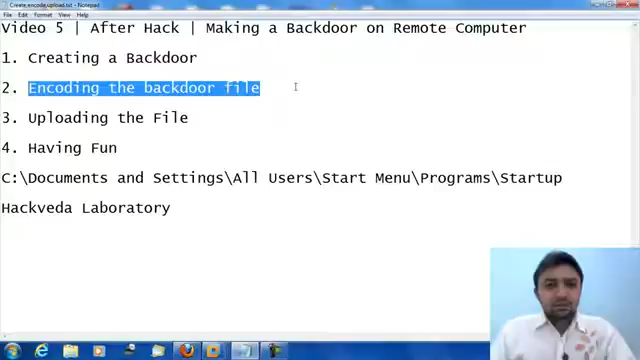 Create,encode,upload.txt - Notepad
File Edit Format View Help
Video 5 | After Hack | Making a Backdoor on Remote Computer
1. Creating a Backdoor
2. Encoding the backdoor file
3. Uploading the File
4. Having Fun
C:\Documents and Settings\All Users\Start Menu\Programs\Startup
Hackveda Laboratory